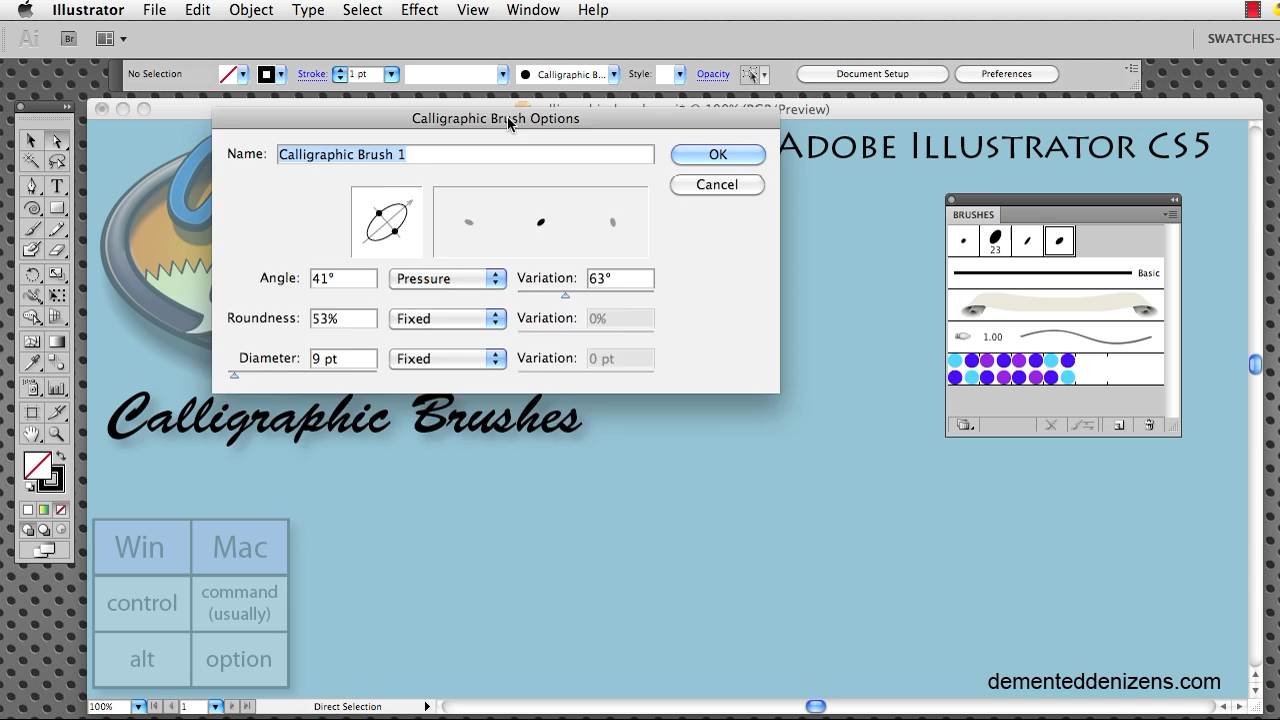 Illustrator File Edit Object Type Select Effect View Window Help
Ai Br SWATCHES-
No Selection Stroke: 1 pt Calligraphic B... Style: Opacity Document Setup Preferences
/Preview)
Calligraphic Brush Options
Name: Calligraphic Brush 1 OK
Cancel
Angle: 41° Pressure Variation: 63°
Roundness: 53% Fixed Variation: 0%
Diameter: 9 pt Fixed Variation: 0 pt
Adobe Illustrator CS5
BRUSHES
23
Basic
1.00
Calligraphic Brushes
Win Mac
control command (usually)
alt option
dementeddenizens.com
100% 1 Direct Selection